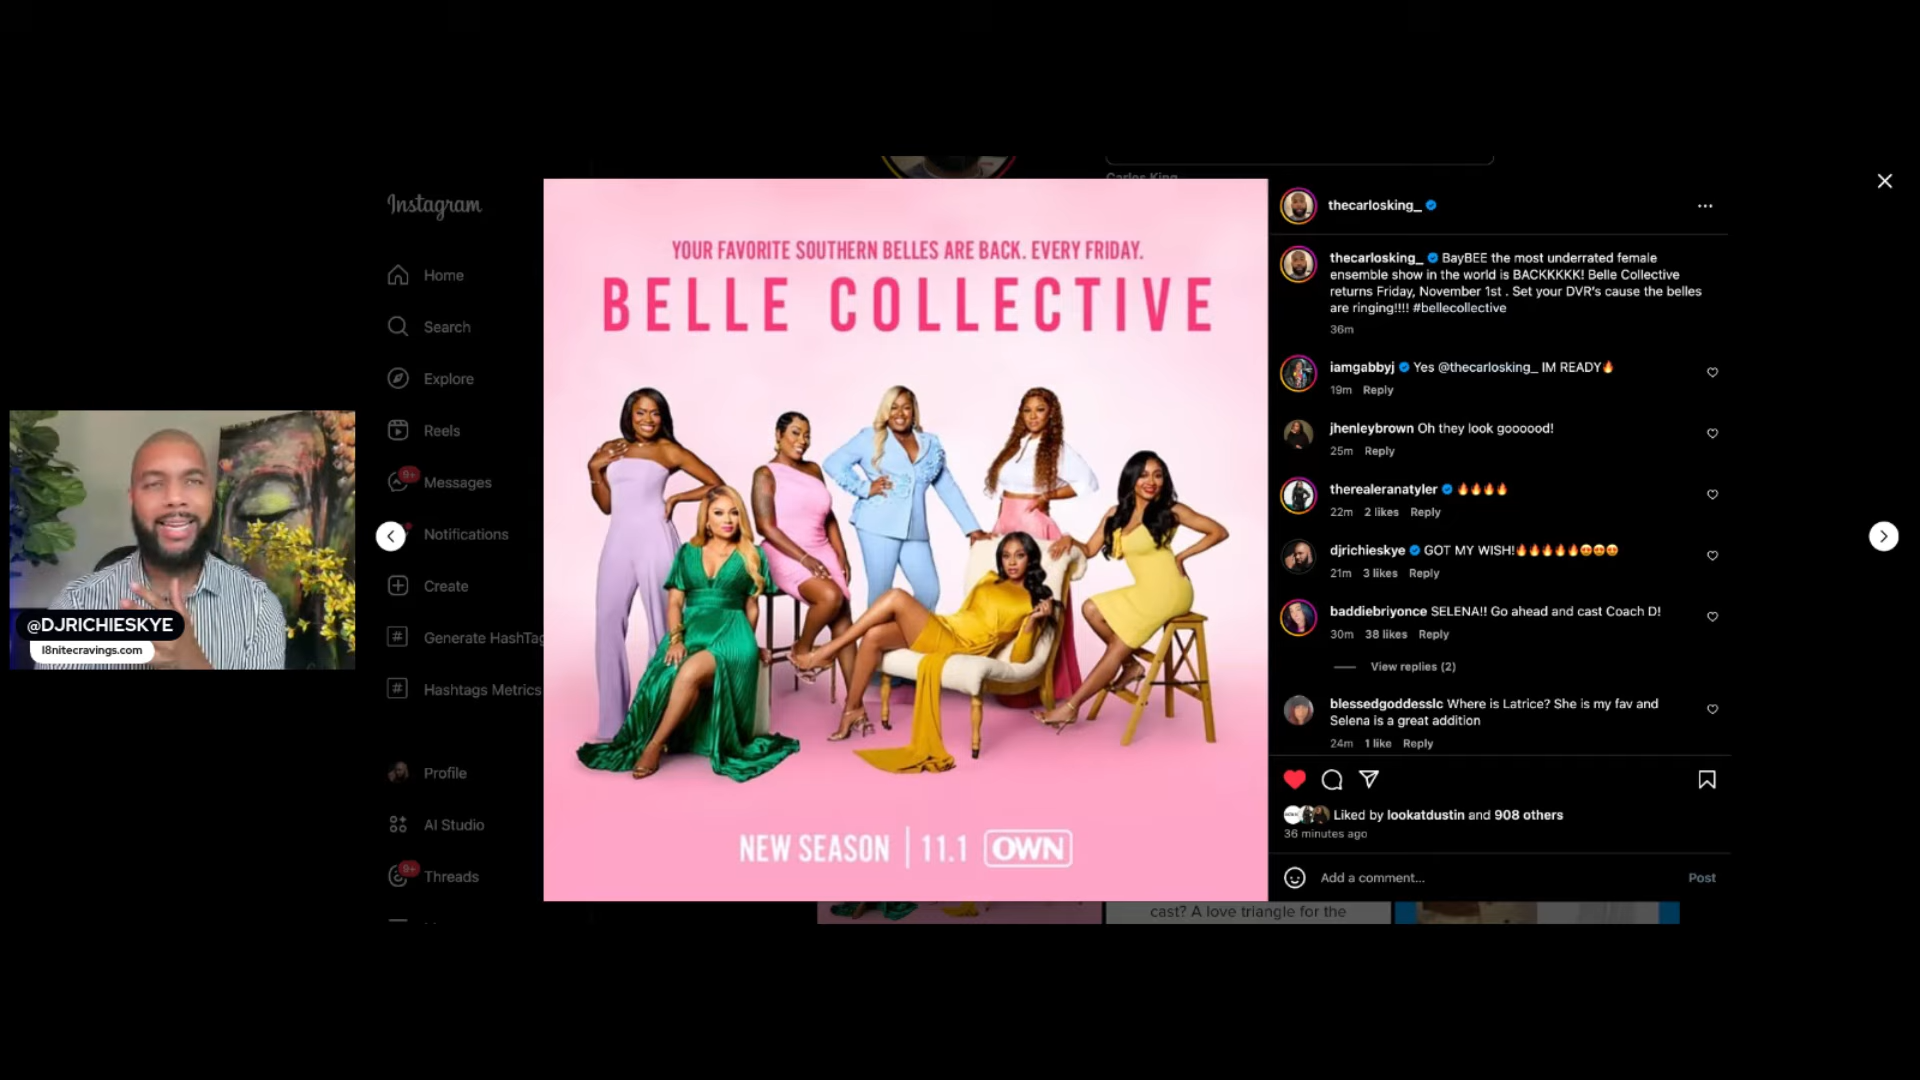 @DJRICHIESKYE
l8nitecravings.com
Instagram
Home
Search
Explore
Reels
9+
Messages
Notifications
Create
Generate HashTag
Hashtags Metrics
Profile
AI Studio
9+
Threads
Carlos King
YOUR FAVORITE SOUTHERN BELLES ARE BACK. EVERY FRIDAY.
BELLE COLLECTIVE
NEW SEASON | 11.1 OWN
cast? A love triangle for the
thecarlosking_
thecarlosking_ BayBEE the most underrated female
ensemble show in the world is BACKKKKK! Belle Collective
returns Friday, November 1st . Set your DVR's cause the belles
are ringing!!!! #bellecollective
36m
iamgabbyj Yes @thecarlosking_ IM READY🔥
19m Reply
jhenleybrown Oh they look goooood!
25m Reply
therealeranatyler 🔥🔥🔥🔥
22m 2 likes Reply
djrichieskye GOT MY WISH!🔥🔥🔥🔥🔥😍😍😍
21m 3 likes Reply
baddiebriyonce SELENA!! Go ahead and cast Coach D!
30m 38 likes Reply
View replies (2)
blessedgoddesslc Where is Latrice? She is my fav and
Selena is a great addition
24m 1 like Reply
Liked by lookatdustin and 908 others
36 minutes ago
Add a comment...
Post